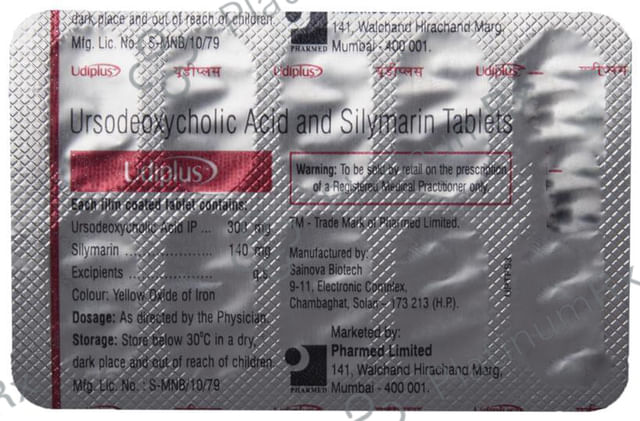 dark place and out of reach of children.
Mfg. Lic. No. : S-MNB/10/79
PHARMED
141, Walchand Hirachand Marg,
Mumbai - 400 001.
Udiplus यूडीप्लस Udiplus यूडीप्लस Udiplus
Ursodeoxycholic Acid and Silymarin Tablets
Udiplus
Each film coated tablet contains:
Ursodeoxycholic Acid IP ... 300 mg
Silymarin ..................... 140 mg
Excipients .................... q.s.
Colour: Yellow Oxide of Iron
Dosage: As directed by the Physician.
Storage: Store below 30°C in a dry,
dark place and out of reach of children.
Mfg. Lic. No. : S-MNB/10/79
Warning: To be sold by retail on the prescription
of a Registered Medical Practitioner only.
TM - Trade Mark of Pharmed Limited.
Manufactured by:
Sainova Biotech
9-11, Electronic Complex,
Chambaghat, Solan – 173 213 (H.P.)
Marketed by:
Pharmed Limited
141, Walchand Hirachand Marg,
Mumbai - 400 001.
PHARMED
Udiplus यूडीप्लस Udiplus यूडीप्लस Udiplus